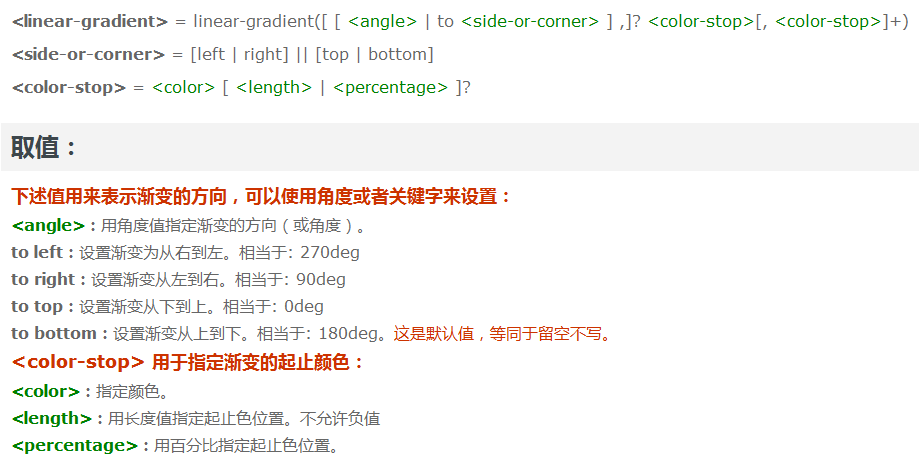 <linear-gradient> = linear-gradient([ [ <angle> | to <side-or-corner> ] ,]? <color-stop>[, <color-stop>]+)
<side-or-corner> = [left | right] || [top | bottom]
<color-stop> = <color> [ <length> | <percentage> ]?
取值：
下述值用来表示渐变的方向，可以使用角度或者关键字来设置：
<angle>：用角度值指定渐变的方向（或角度）。
to left：设置渐变为从右到左。相当于: 270deg
to right：设置渐变从左到右。相当于: 90deg
to top：设置渐变从下到上。相当于: 0deg
to bottom：设置渐变从上到下。相当于: 180deg。这是默认值，等同于留空不写。
<color-stop> 用于指定渐变的起止颜色：
<color>：指定颜色。
<length>：用长度值指定起止色位置。不允许负值
<percentage>：用百分比指定起止色位置。